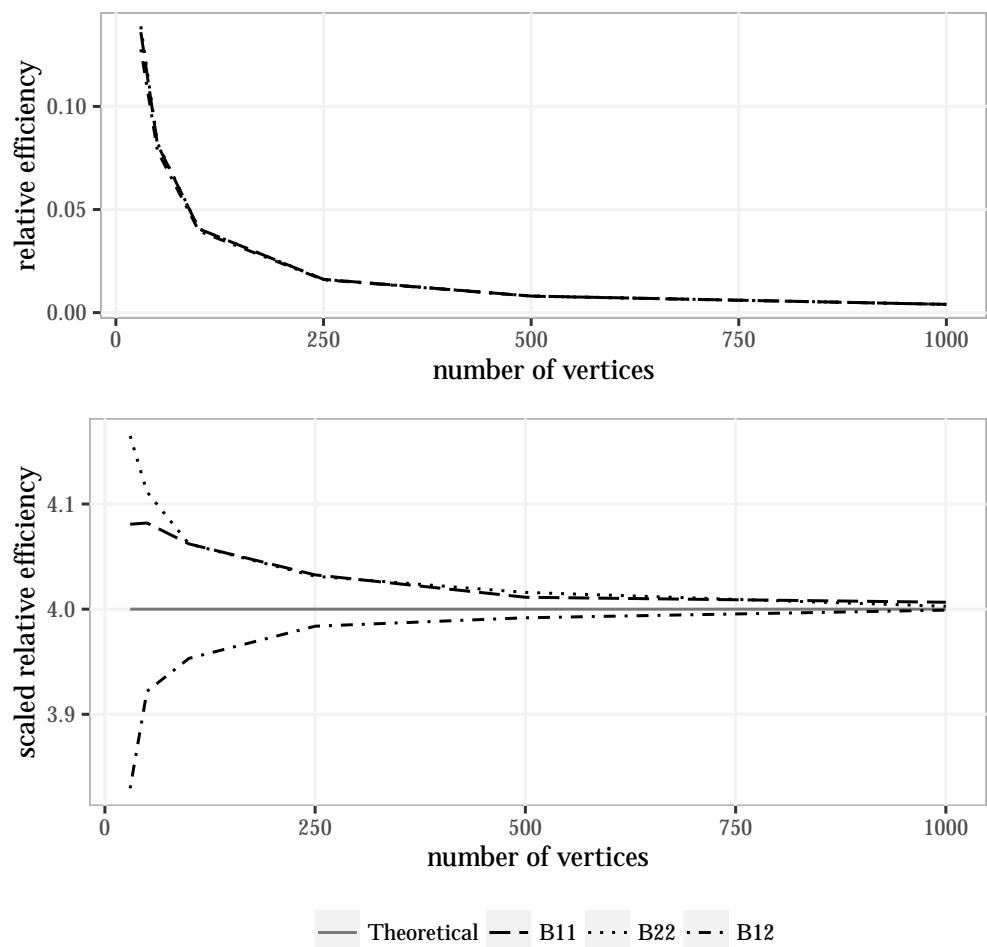 relative efficiency
0.10
0.05
0.00
0 250 500 750 1000
number of vertices
scaled relative efficiency
4.1
4.0
3.9
0 250 500 750 1000
number of vertices
Theoretical B11 B22 B12